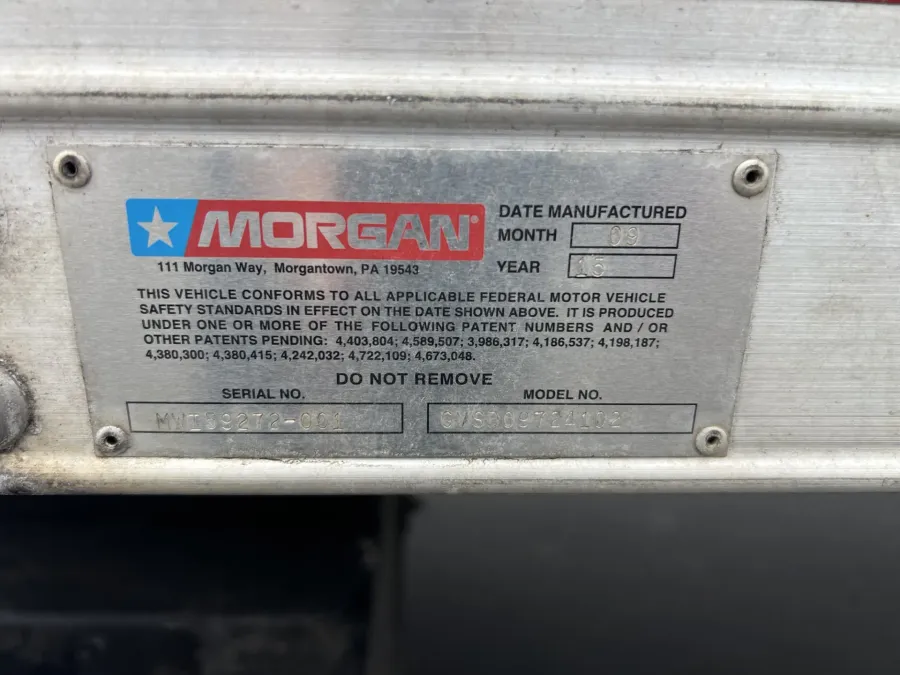 MORGAN
111 Morgan Way, Morgantown, PA 19543
DATE MANUFACTURED
MONTH 09
YEAR 15
THIS VEHICLE CONFORMS TO ALL APPLICABLE FEDERAL MOTOR VEHICLE
SAFETY STANDARDS IN EFFECT ON THE DATE SHOWN ABOVE. IT IS PRODUCED
UNDER ONE OR MORE OF THE FOLLOWING PATENT NUMBERS AND / OR
OTHER PATENTS PENDING: 4,403,804; 4,589,507; 3,986,317; 4,186,537; 4,198,187;
4,380,300; 4,380,415; 4,242,032; 4,722,109; 4,673,048.
DO NOT REMOVE
SERIAL NO.
MODEL NO.